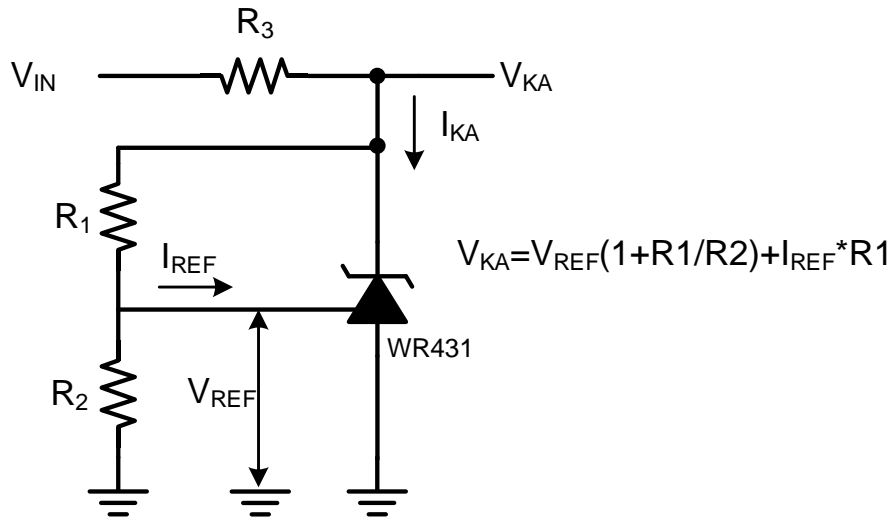 R3
VIN
VKA
IKA
R1
IREF
VKA=VREF(1+R1/R2)+IREF*R1
WR431
R2
VREF